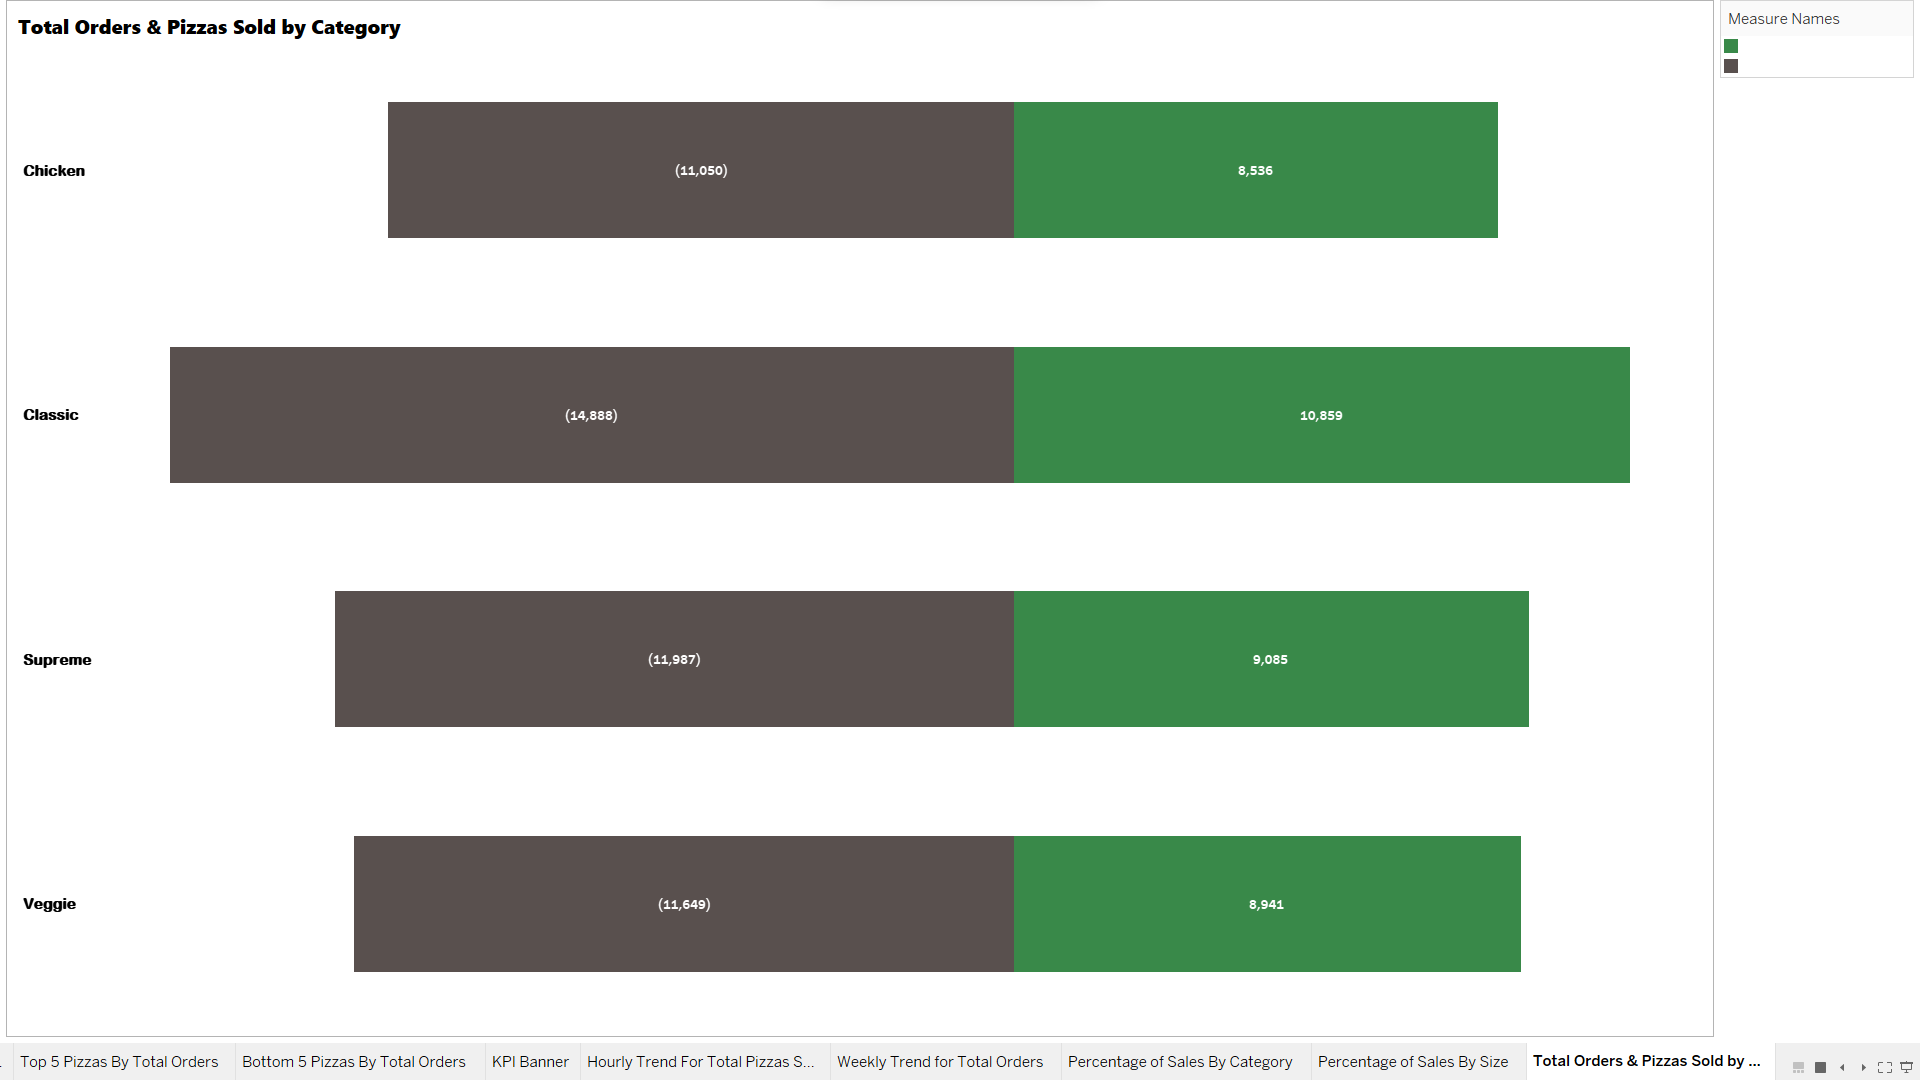 Total Orders & Pizzas Sold by Category
Measure Names
Chicken
(11,050)
8,536
Classic
(14,888)
10,859
Supreme
(11,987)
9,085
Veggie
(11,649)
8,941
Top 5 Pizzas By Total Orders
Bottom 5 Pizzas By Total Orders
KPI Banner
Hourly Trend For Total Pizzas S...
Weekly Trend for Total Orders
Percentage of Sales By Category
Percentage of Sales By Size
Total Orders & Pizzas Sold by ...